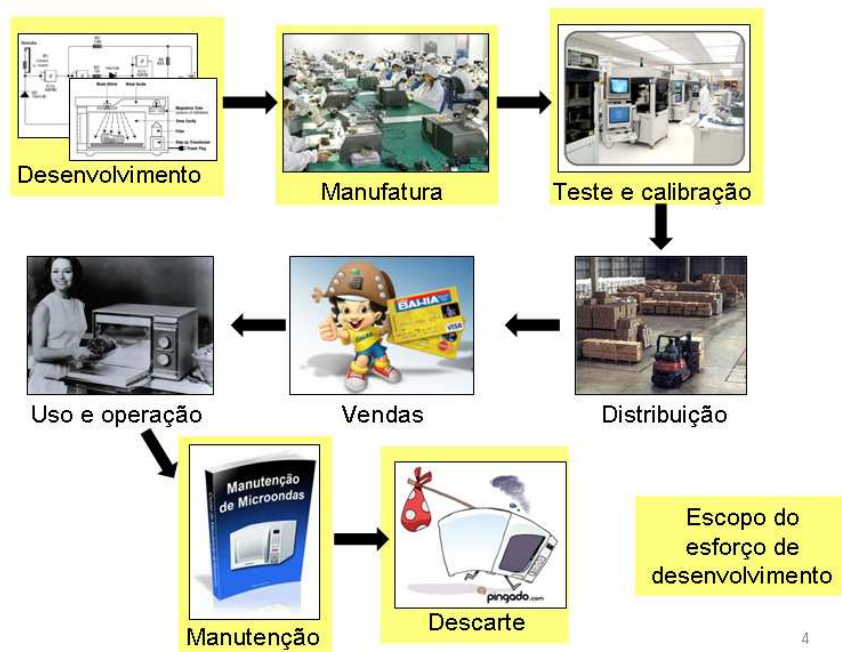 Desenvolvimento
Manufatura
Teste e calibração
BAHIA
VISA
Uso e operação
Vendas
Distribuição
Manutenção
de Microondas
pingado.com
Manutenção
Descarte
Escopo do
esforço de
desenvolvimento
4